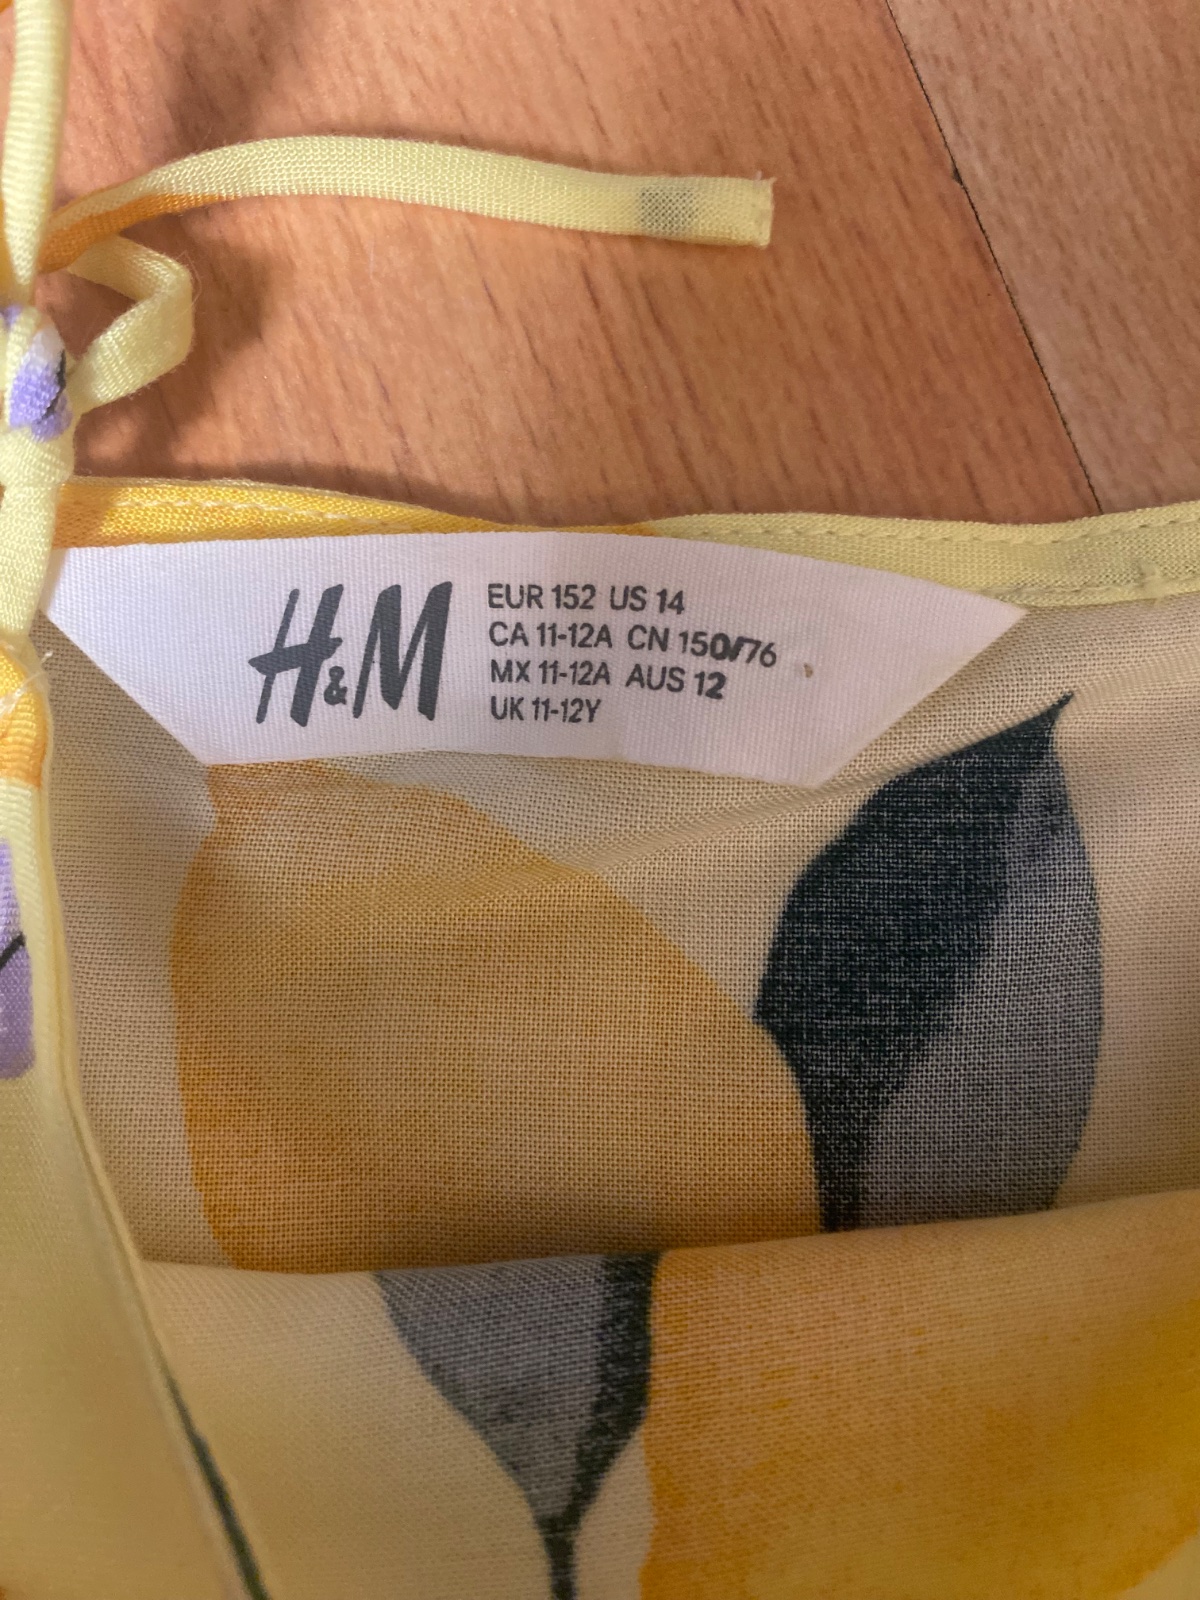 H&M
EUR 152 US 14
CA 11-12A CN 150/76
MX 11-12A AUS 12
UK 11-12Y